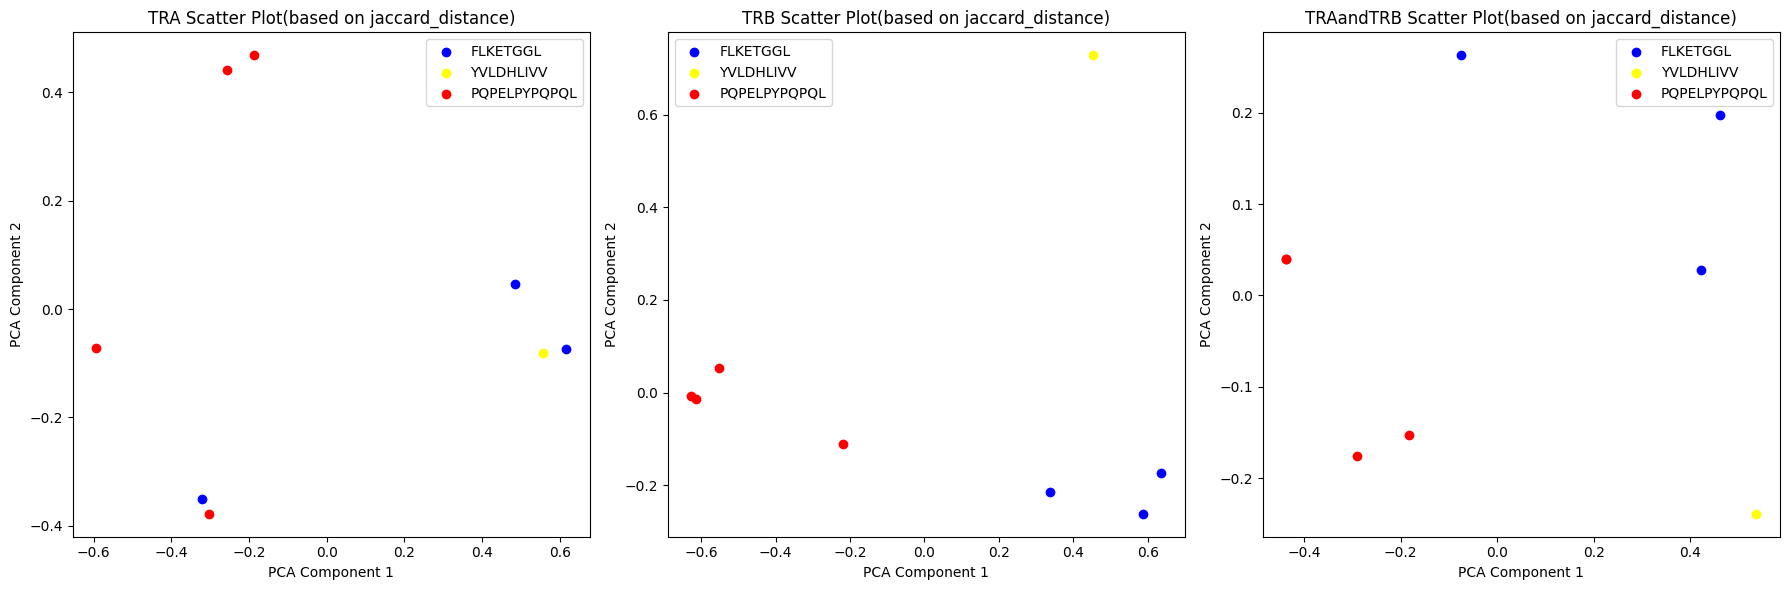 TRA Scatter Plot(based on jaccard_distance)
FLKETGGL
YVLDHLIVV
PQPELPYPQPQL
0.4
0.2
0.0
−0.2
−0.4
PCA Component 2
−0.6
−0.4
−0.2
0.0
0.2
0.4
0.6
PCA Component 1
TRB Scatter Plot(based on jaccard_distance)
FLKETGGL
YVLDHLIVV
PQPELPYPQPQL
0.6
0.4
0.2
0.0
−0.2
PCA Component 2
−0.6
−0.4
−0.2
0.0
0.2
0.4
0.6
PCA Component 1
TRAandTRB Scatter Plot(based on jaccard_distance)
FLKETGGL
YVLDHLIVV
PQPELPYPQPQL
0.2
0.1
0.0
−0.1
−0.2
PCA Component 2
−0.4
−0.2
0.0
0.2
0.4
PCA Component 1